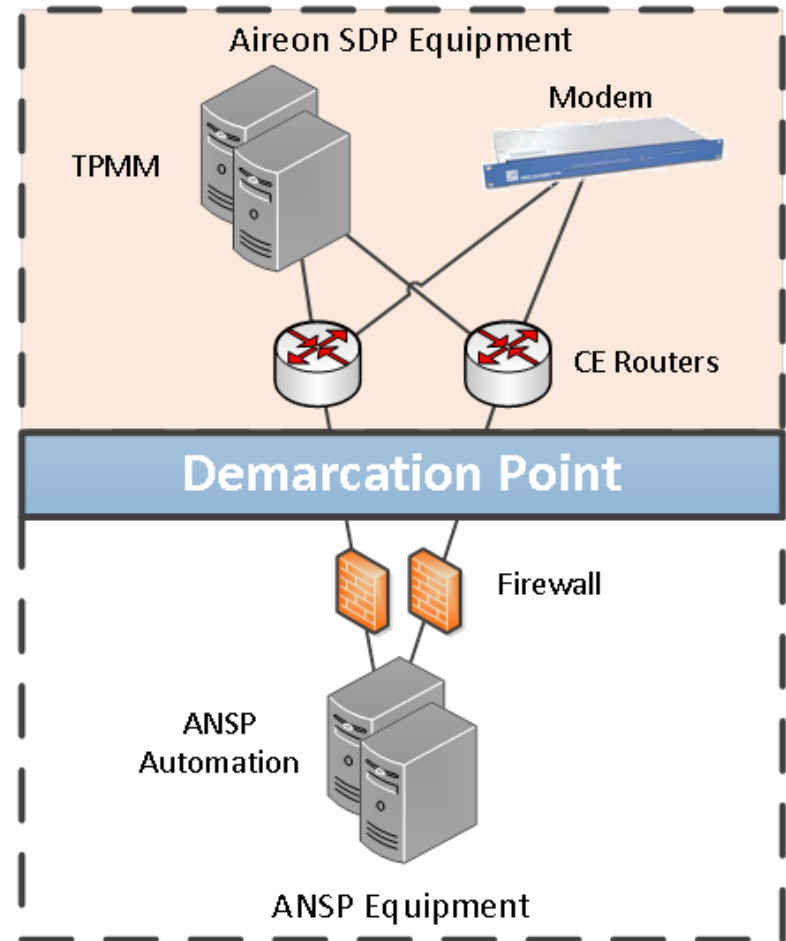 Aireon SDP Equipment
Modem
TPMM
CE Routers
Demarcation Point
Firewall
ANSP
Automation
ANSP Equipment